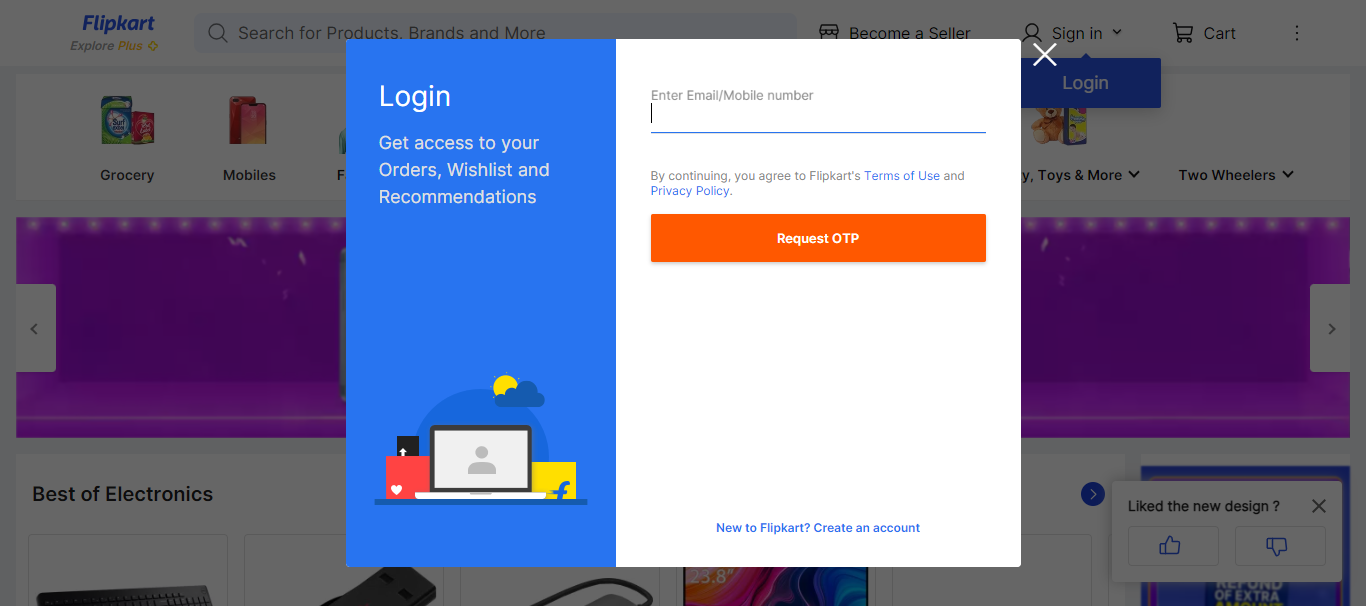 Flipkart
Explore Plus
Search for Products, Brands and More
Become a Seller
Sign in
Cart
Login
Grocery
Mobiles
y, Toys & More
Two Wheelers
Login
Get access to your
Orders, Wishlist and
Recommendations
Enter Email/Mobile number
By continuing, you agree to Flipkart's Terms of Use and
Privacy Policy.
Request OTP
New to Flipkart? Create an account
Best of Electronics
Liked the new design ?
23.8"
REFUND
OF EXTRA
AMOUNT